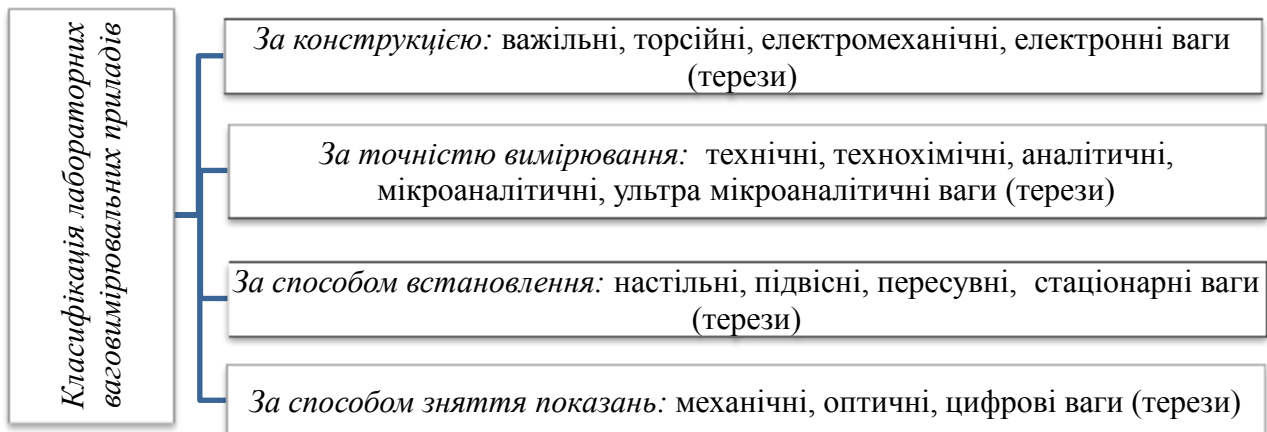 Класифікація лабораторних
ваговимірювальних приладів
За конструкцією: важільні, торсійні, електромеханічні, електронні ваги
(терези)
За точністю вимірювання: технічні, технохімічні, аналітичні,
мікроаналітичні, ультра мікроаналітичні ваги (терези)
За способом встановлення: настільні, підвісні, пересувні, стаціонарні ваги
(терези)
За способом зняття показань: механічні, оптичні, цифрові ваги (терези)